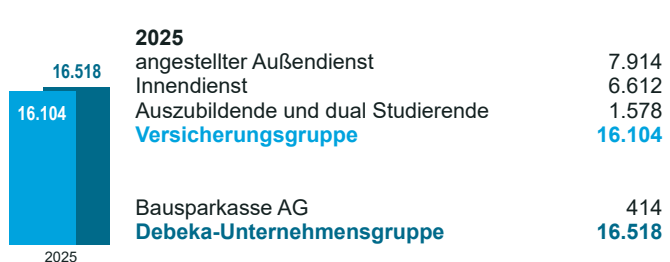 2025
angestellter Außendienst 7.914
Innendienst 6.612
Auszubildende und dual Studierende 1.578
Versicherungsgruppe 16.104
Bausparkasse AG 414
Debeka-Unternehmensgruppe 16.518
16.518
16.104
2025